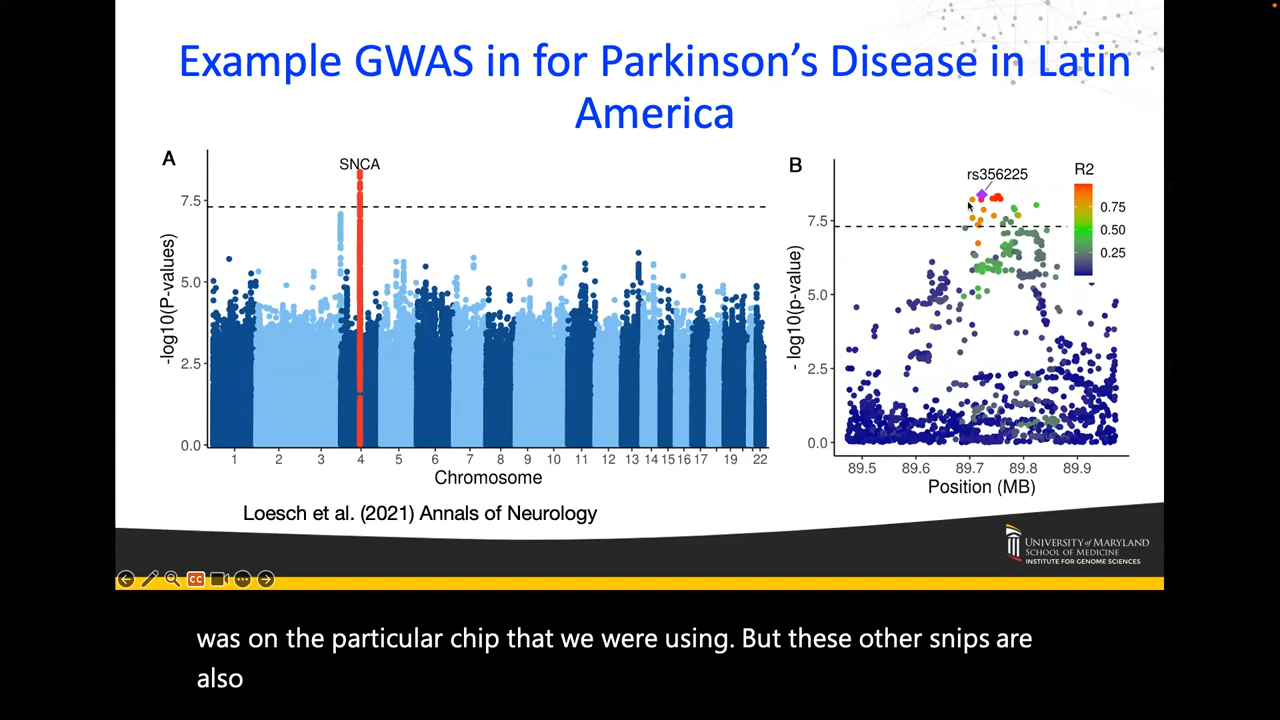 Example GWAS in for Parkinson's Disease in Latin
America
A
SNCA
-log10(P-values)
7.5
5.0
2.5
0.0
1 2 3 4 5 6 7 8 9 10 11 12 13 14 15 16 17 19 22
Chromosome
B
rs356225
R2
0.75
0.50
0.25
- log10(p-value)
7.5
5.0
2.5
0.0
89.5 89.6 89.7 89.8 89.9
Position (MB)
Loesch et al. (2021) Annals of Neurology
UNIVERSITY of MARYLAND
SCHOOL OF MEDICINE
INSTITUTE FOR GENOME SCIENCES
CC
was on the particular chip that we were using. But these other snips are
also